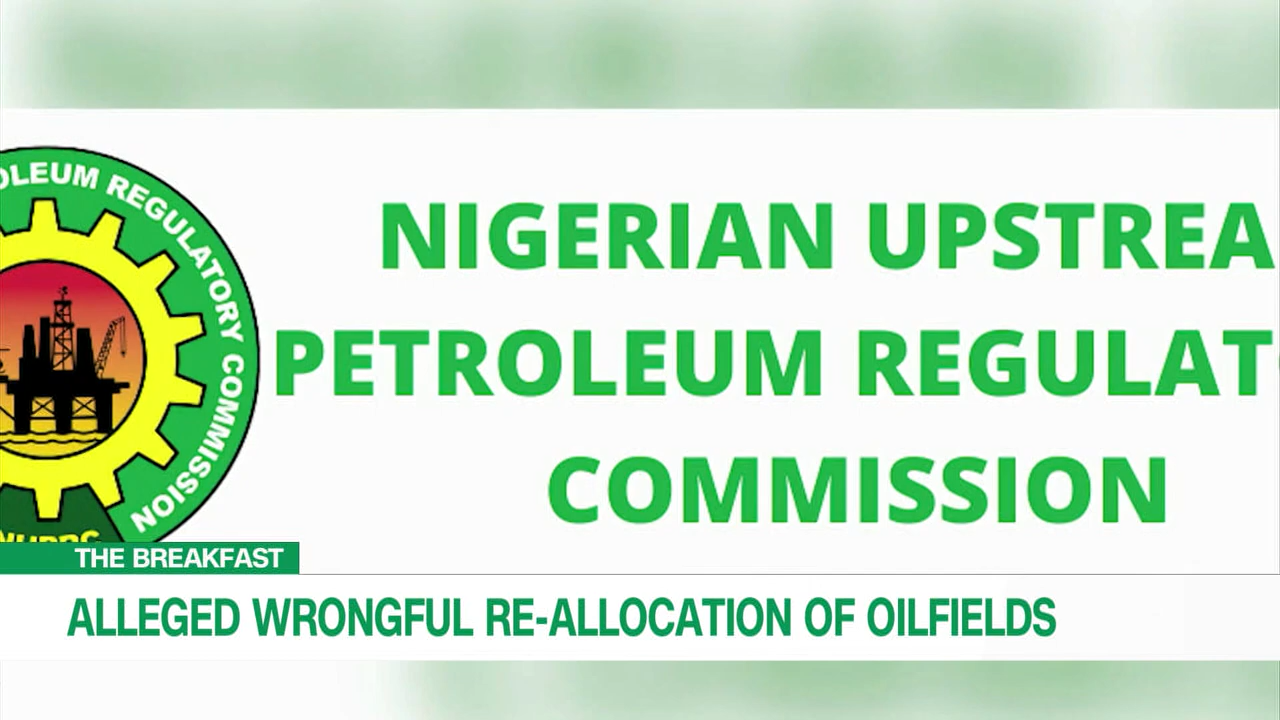 OLEUM REGULATORY COMMISSION
NIGERIAN UPSTREA
PETROLEUM REGULAT
COMMISSION
THE BREAKFAST
ALLEGED WRONGFUL RE-ALLOCATION OF OILFIELDS